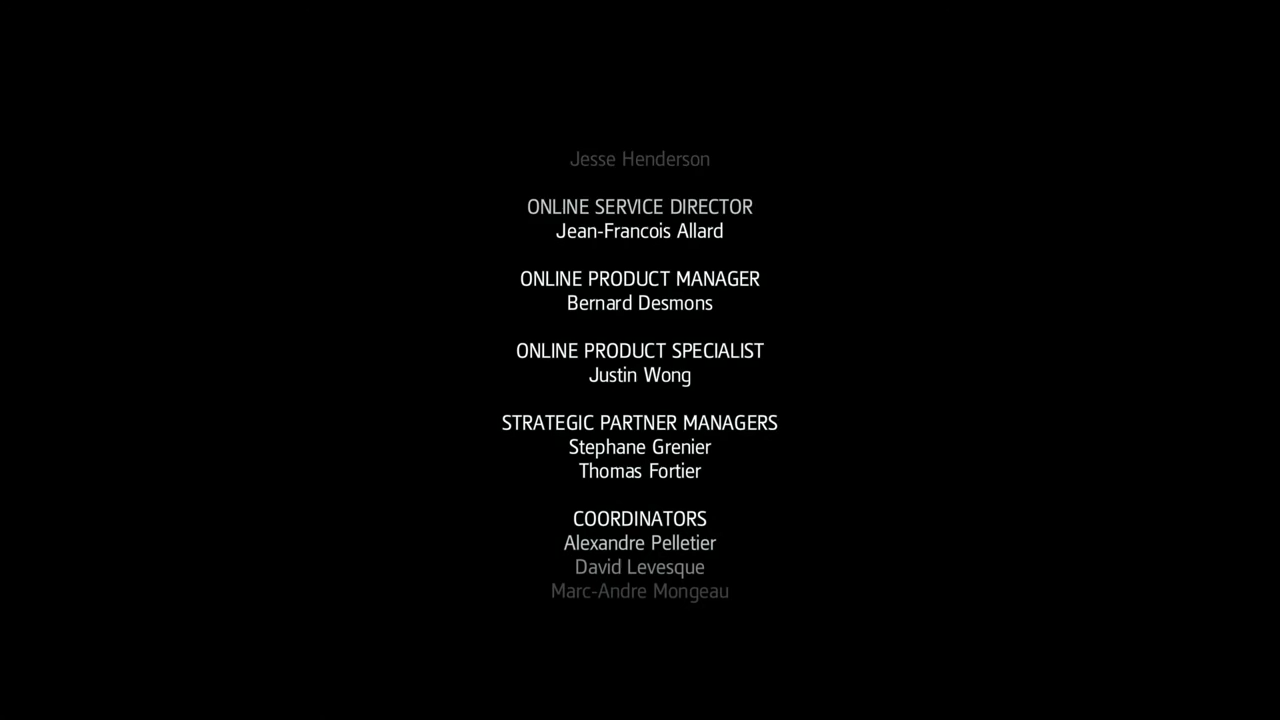 Jesse Henderson
ONLINE SERVICE DIRECTOR
Jean-Francois Allard
ONLINE PRODUCT MANAGER
Bernard Desmons
ONLINE PRODUCT SPECIALIST
Justin Wong
STRATEGIC PARTNER MANAGERS
Stephane Grenier
Thomas Fortier
COORDINATORS
Alexandre Pelletier
David Levesque
Marc-Andre Mongeau